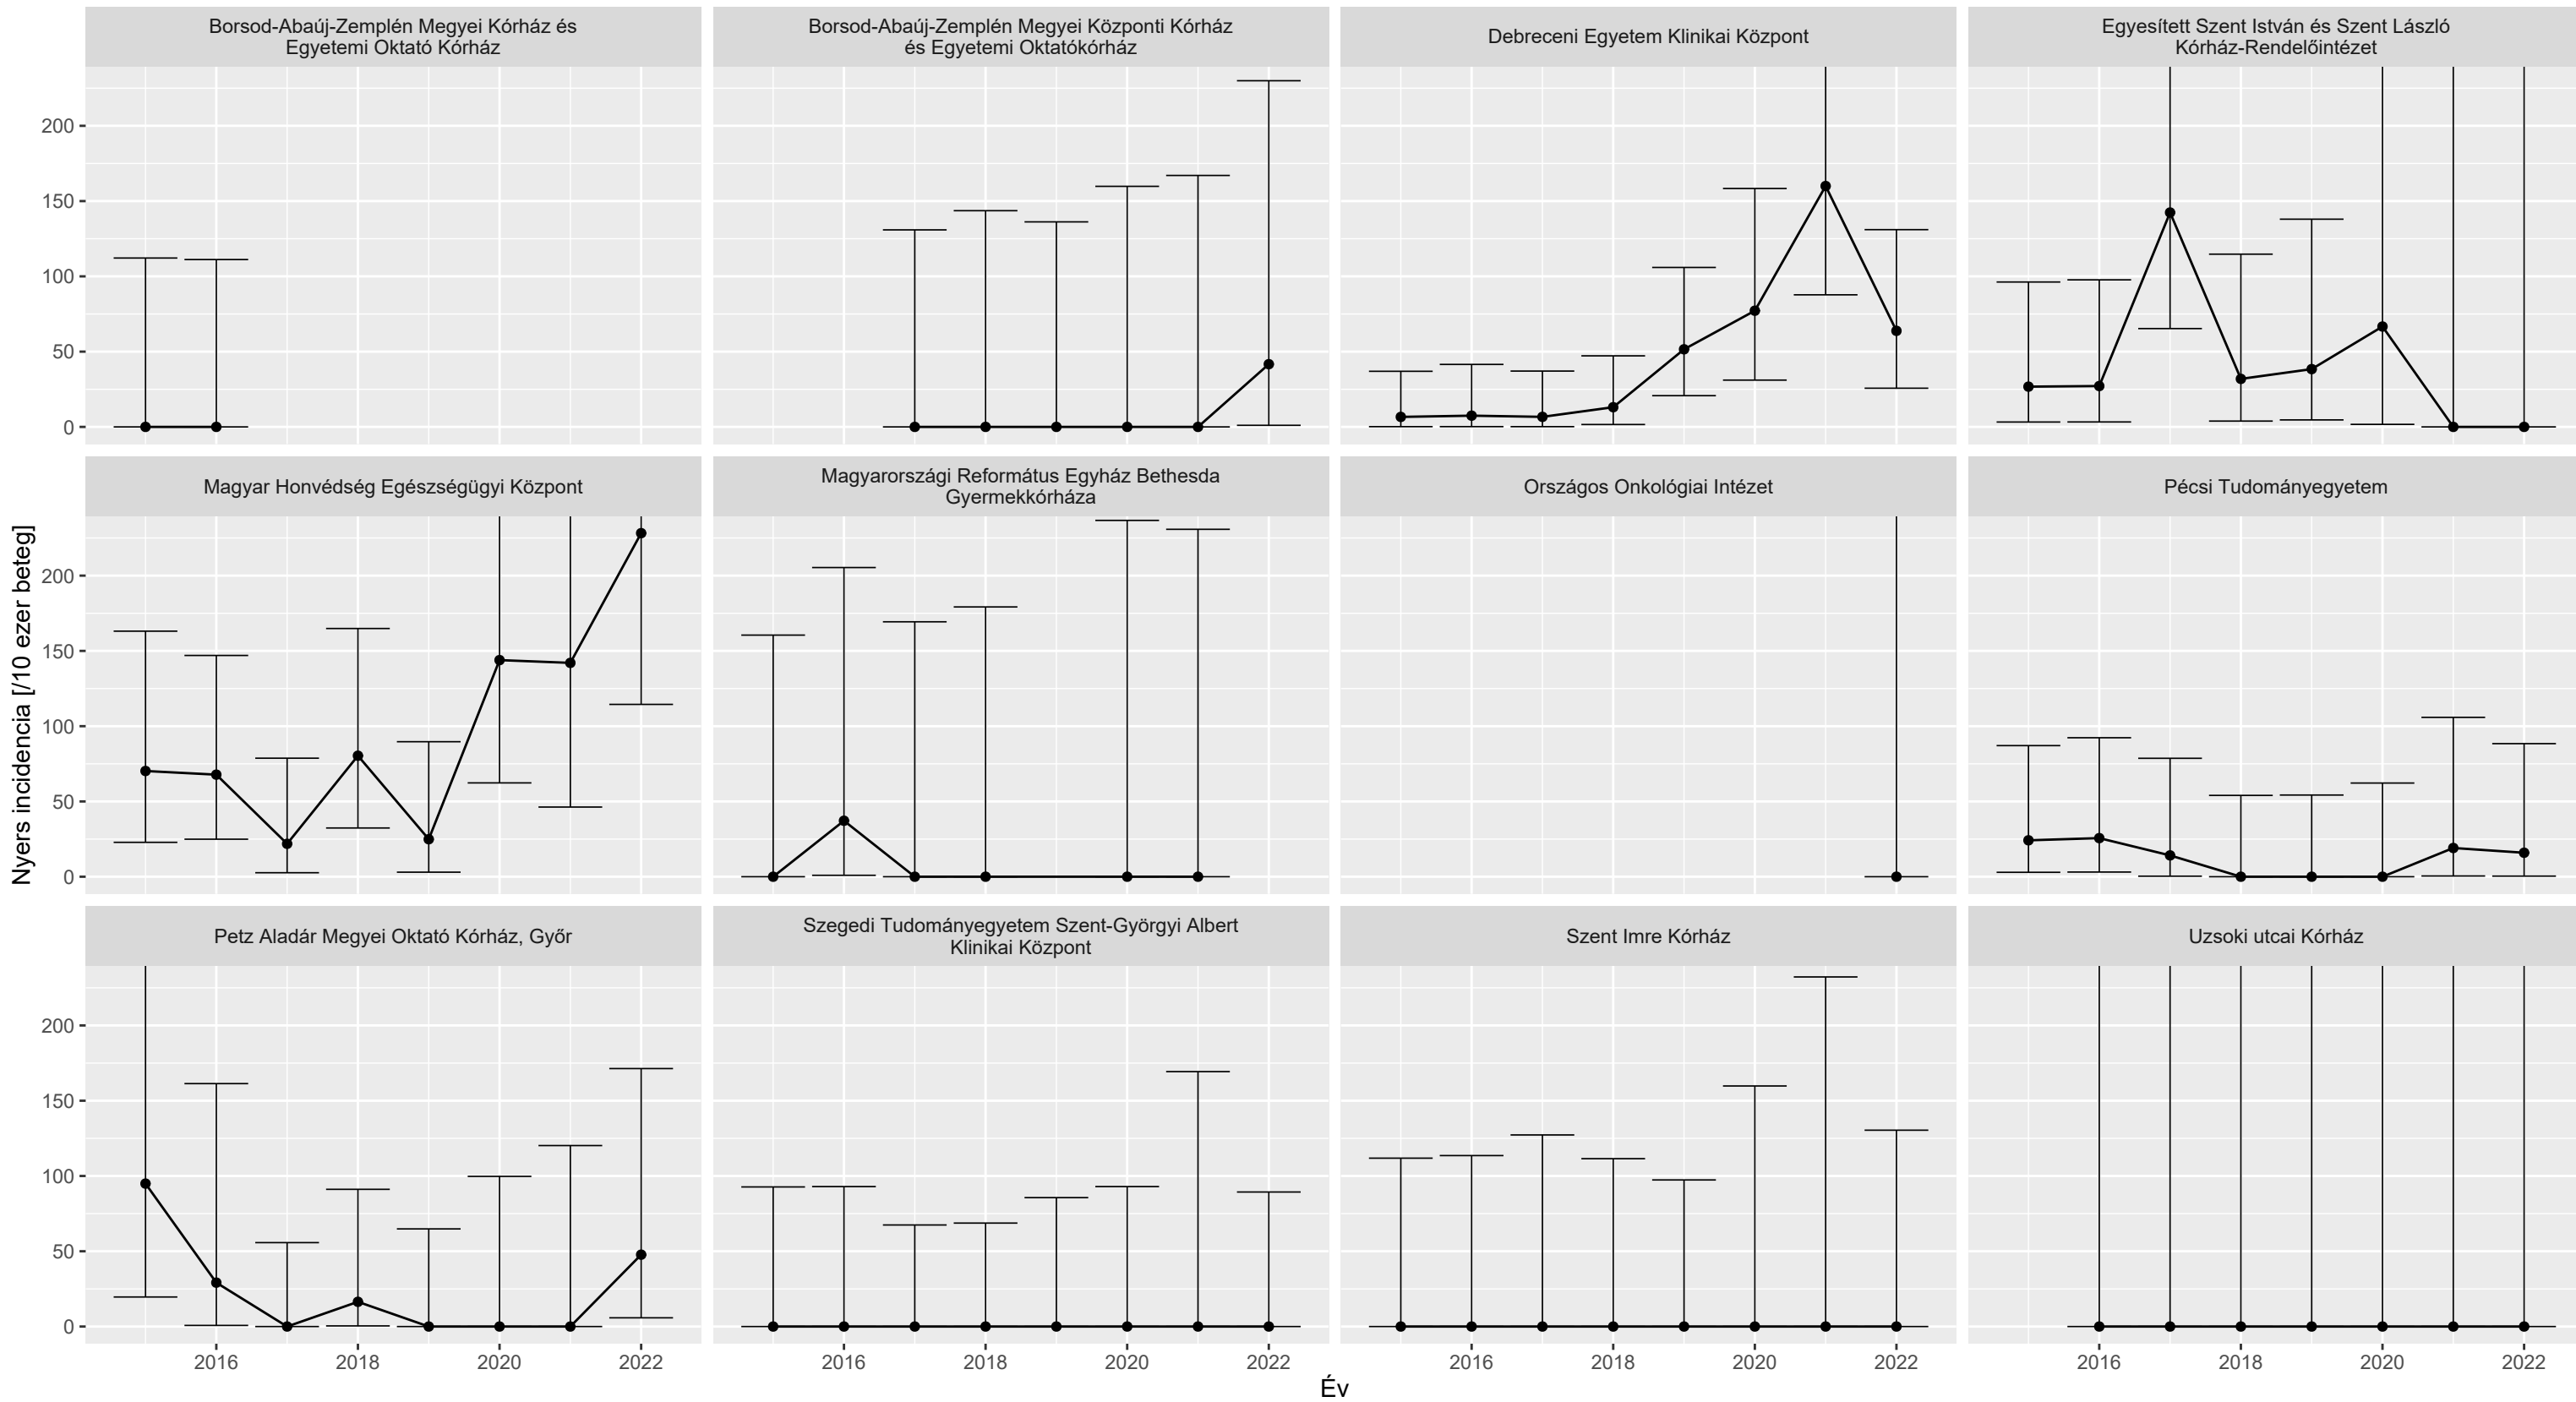 Borsod-Abaúj-Zemplén Megyei Kórház és
Egyetemi Oktató Kórház
Borsod-Abaúj-Zemplén Megyei Központi Kórház
és Egyetemi Oktatókórház
Debreceni Egyetem Klinikai Központ
Egyesített Szent István és Szent László
Kórház-Rendelőintézet
200
150
100
50
0
Magyar Honvédség Egészségügyi Központ
Magyarországi Református Egyház Bethesda
Gyermekkórháza
Országos Onkológiai Intézet
Pécsi Tudományegyetem
Nyers incidencia [/10 ezer beteg]
200
150
100
50
0
Petz Aladár Megyei Oktató Kórház, Győr
Szegedi Tudományegyetem Szent-Györgyi Albert
Klinikai Központ
Szent Imre Kórház
Uzsoki utcai Kórház
200
150
100
50
0
2016 2018 2020 2022
2016 2018 2020 2022
2016 2018 2020 2022
2016 2018 2020 2022
Év